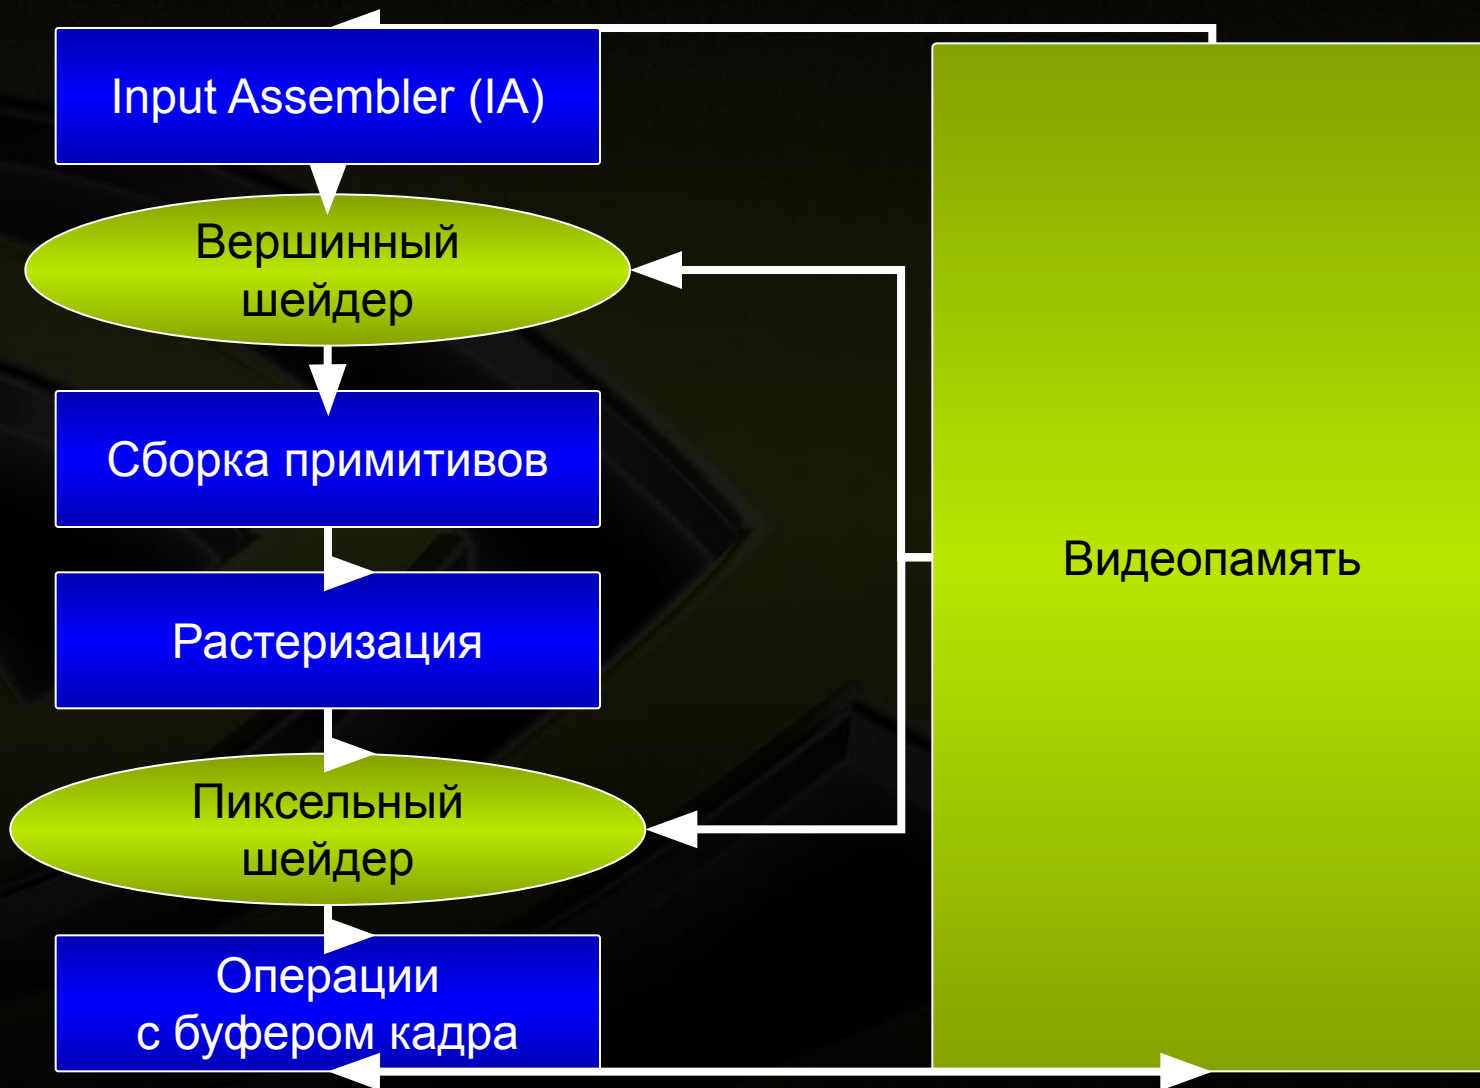 Input Assembler (IA)
Вершинный
шейдер
Сборка примитивов
Растеризация
Пиксельный
шейдер
Операции
с буфером кадра
Видеопамять